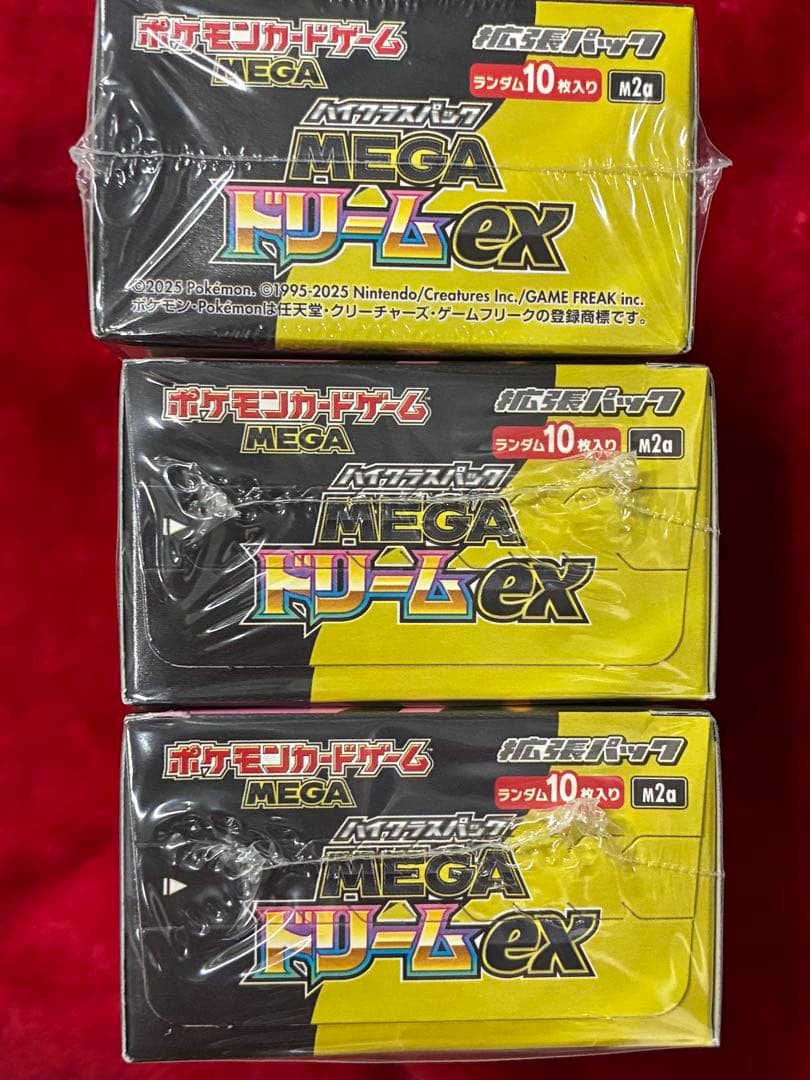 ポケモンカードゲーム
MEGA
拡張パック
ランダム10枚入り
M2a
ハイクラスパック
MEGA
ドリームex
©2025 Pokémon. ©1995-2025 Nintendo/Creatures Inc./GAME FREAK inc.
ポケモン・Pokémonは任天堂・クリーチャーズ・ゲームフリークの登録商標です。
ポケモンカードゲーム
MEGA
拡張パック
ランダム10枚入り
M2a
ハイクラスパック
MEGA
ドリームex
ポケモンカードゲーム
MEGA
拡張パック
ランダム10枚入り
M2a
ハイクラスパック
MEGA
ドリームex